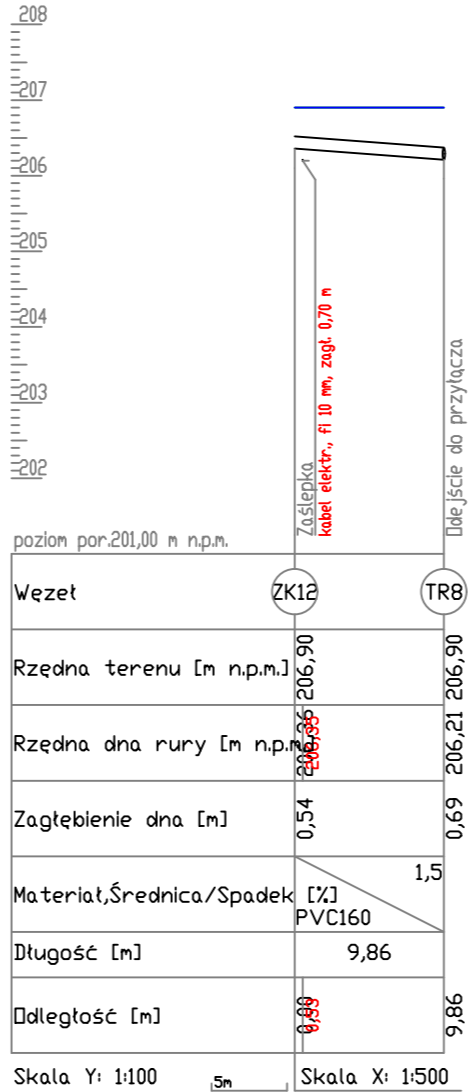 208
207
206
205
204
203
202
Zaślepka
kabel elektr., fi 10 mm, zagł. 0,70 m
Odejście do przyłącza
poziom por.201,00 m n.p.m.
Węzeł ZK12 TR8
Rzędna terenu [m n.p.m.] 206,90 206,90
Rzędna dna rury [m n.p.m.] 206,21
Zagłębienie dna [m] 0,54 0,69
1,5
Materiał,Średnica/Spadek [%]
PVC160
Długość [m] 9,86
Odległość [m] 9,86
Skala Y: 1:100 5m Skala X: 1:500